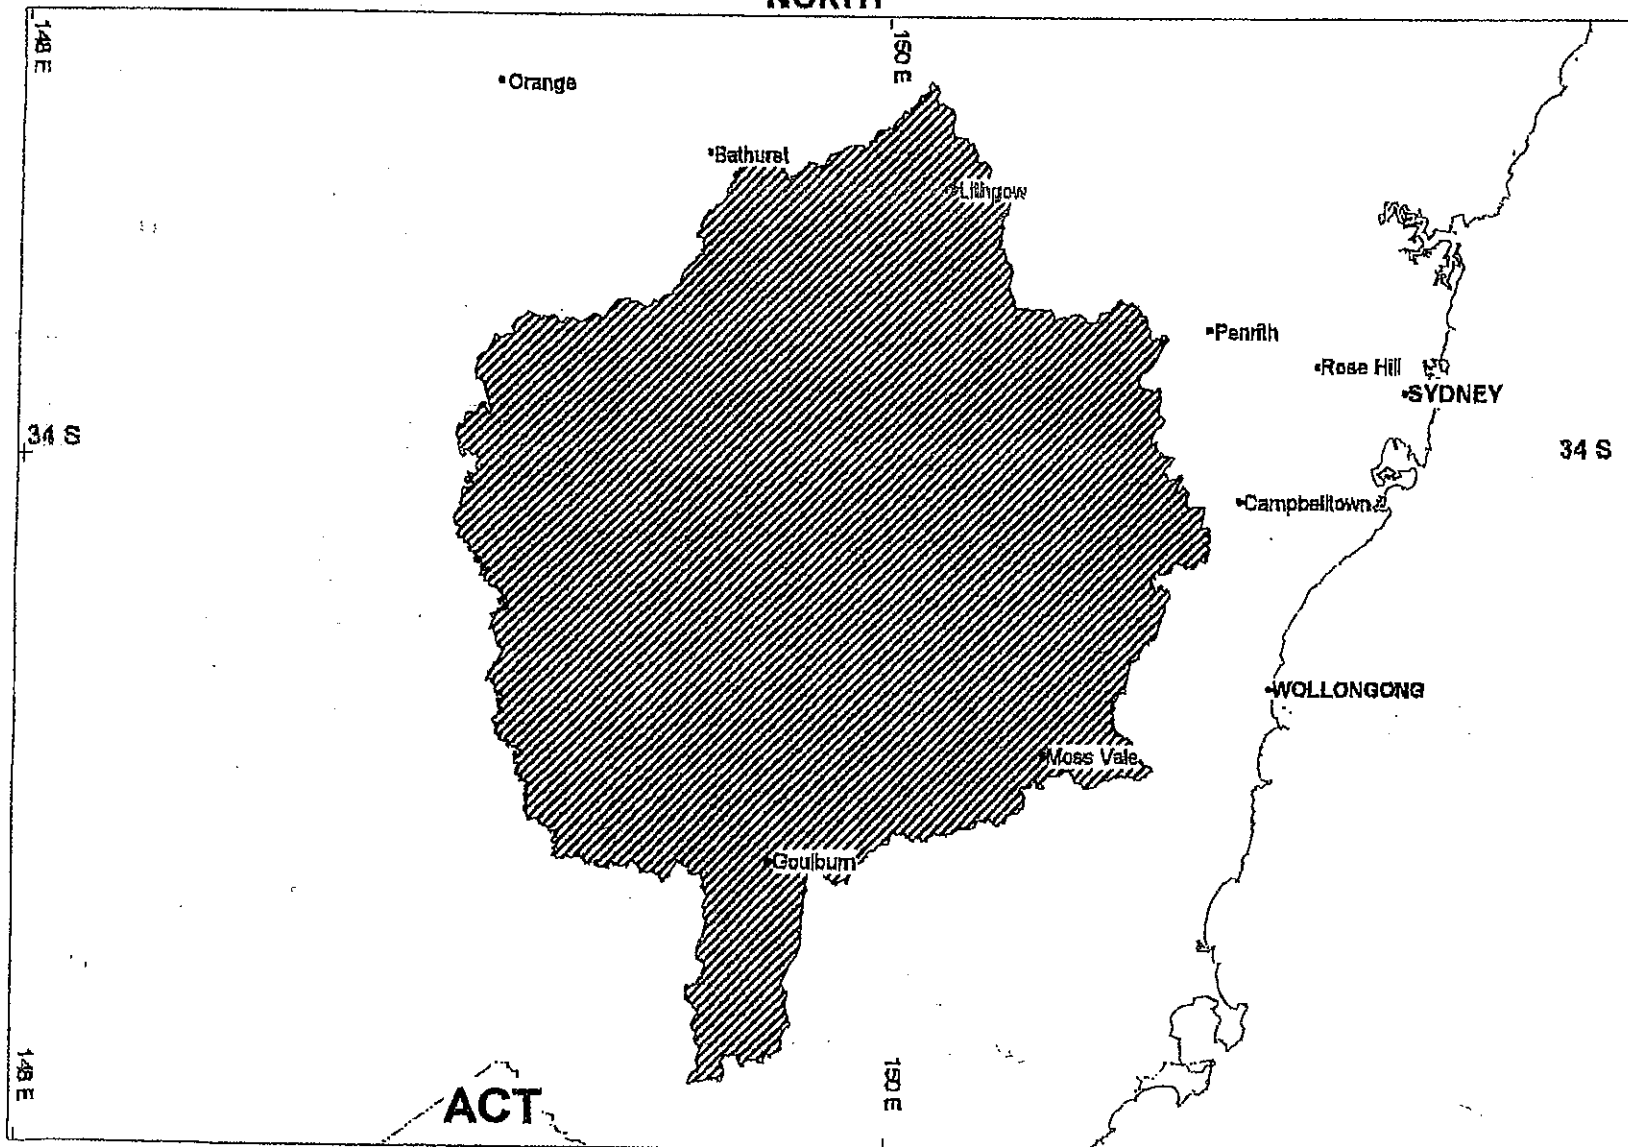 NORTH
148 E
150 E
Orange
Bathurst
Lithgow
Penrith
Rose Hill
SYDNEY
34 S
34 S
Campbelltown
WOLLONGONG
Moss Vale
Goulburn
148 E
150 E
ACT